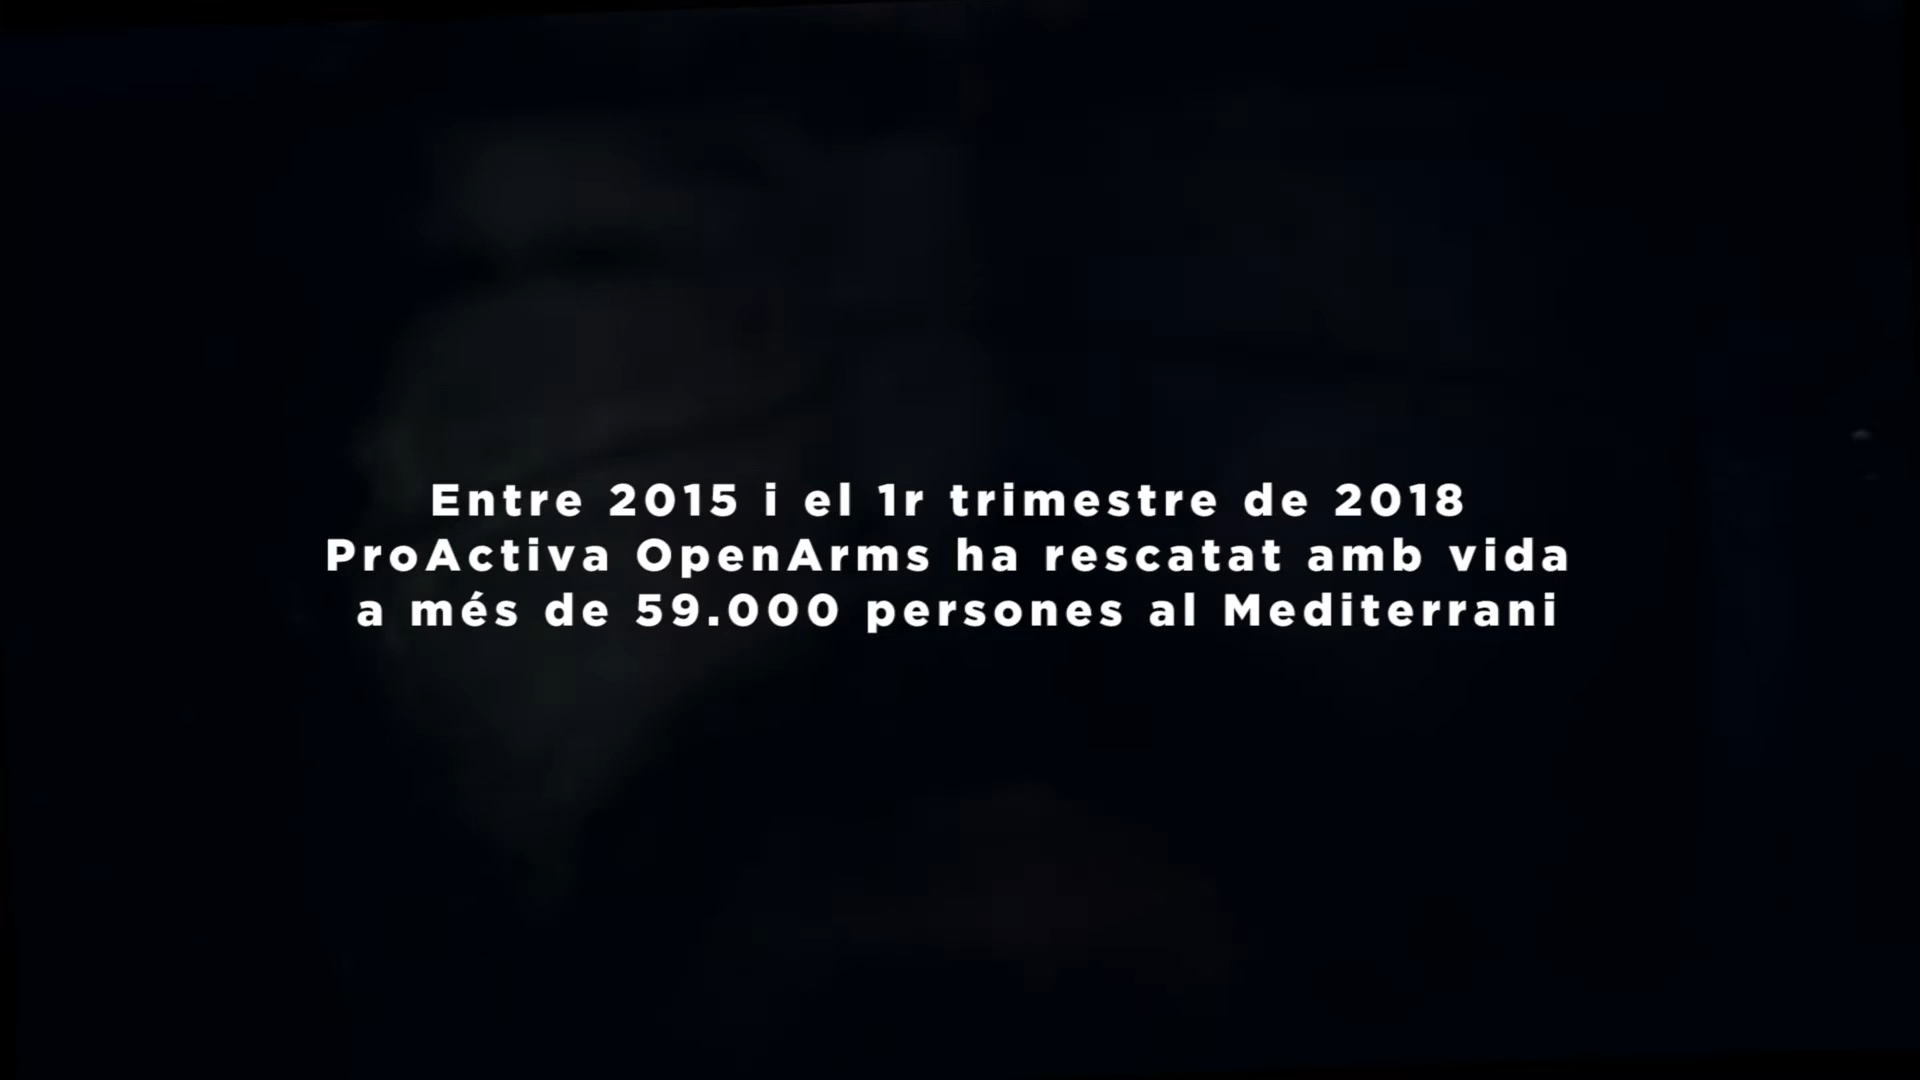 Entre 2015 i el 1r trimestre de 2018
ProActiva OpenArms ha rescatat amb vida
a més de 59.000 persones al Mediterrani